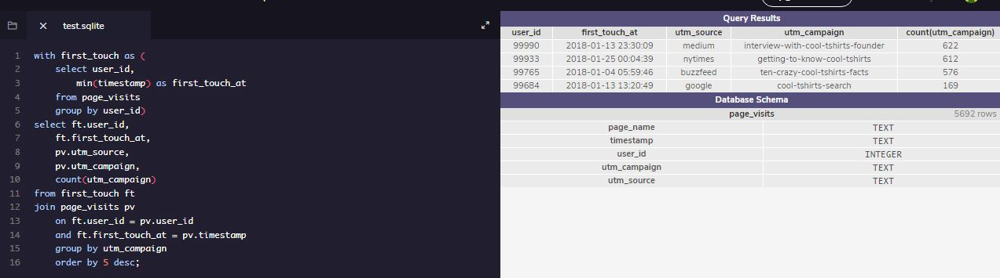 test.sqlite
1 with first_touch as (
2 select user_id,
3 min(timestamp) as first_touch_at
4 from page_visits
5 group by user_id)
6 select ft.user_id,
7 ft.first_touch_at,
8 pv.utm_source,
9 pv.utm_campaign,
10 count(utm_campaign)
11 from first_touch ft
12 join page_visits pv
13 on ft.user_id = pv.user_id
14 and ft.first_touch_at = pv.timestamp
15 group by utm_campaign
16 order by 5 desc;
Query Results
user_id first_touch_at utm_source utm_campaign count(utm_campaign)
99990 2018-01-13 23:30:09 medium interview-with-cool-tshirts-founder 622
99933 2018-01-25 00:04:39 nytimes getting-to-know-cool-tshirts 612
99765 2018-01-04 05:59:46 buzzfeed ten-crazy-cool-tshirts-facts 576
99684 2018-01-13 13:20:49 google cool-tshirts-search 169
Database Schema
page_visits 5692 rows
page_name TEXT
timestamp TEXT
user_id INTEGER
utm_campaign TEXT
utm_source TEXT